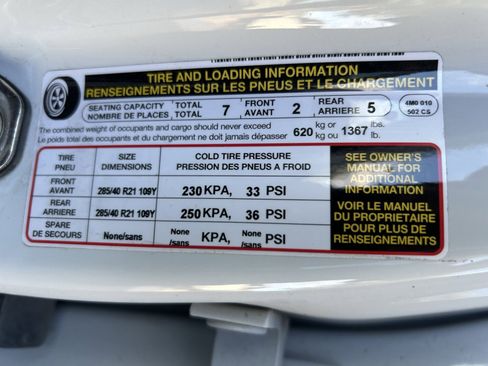 TIRE AND LOADING INFORMATION
RENSEIGNEMENTS SUR LES PNEUS ET LE CHARGEMENT
SEATING CAPACITY TOTAL 7 FRONT 2 REAR 5 4M0 010
NOMBRE DE PLACES TOTAL AVANT ARRIERE 502 CS
The combined weight of occupants and cargo should never exceed 620 kg or 1367 lbs.
Le poids total des occupants et du chargement ne doit jamais dépasser kg ou lb.
TIRE SIZE COLD TIRE PRESSURE
PNEU DIMENSIONS PRESSION DES PNEUS A FROID
FRONT
AVANT 285/40 R21 109Y 230 KPA, 33 PSI
REAR
ARRIERE 285/40 R21 109Y 250 KPA, 36 PSI
SPARE
DE SECOURS None/sans None /sans KPA, None /sans PSI
SEE OWNER'S
MANUAL FOR
ADDITIONAL
INFORMATION
VOIR LE MANUEL
DU PROPRIETAIRE
POUR PLUS DE
RENSEIGNEMENTS